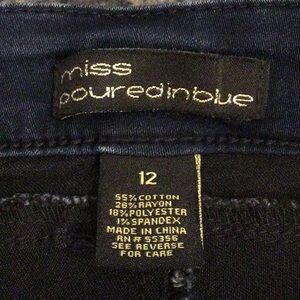 miss
pouredinblue
12
55% COTTON
28% RAYON
18% POLYESTER
1% SPANDEX
MADE IN CHINA
RN# 55356
SEE REVERSE
FOR CARE